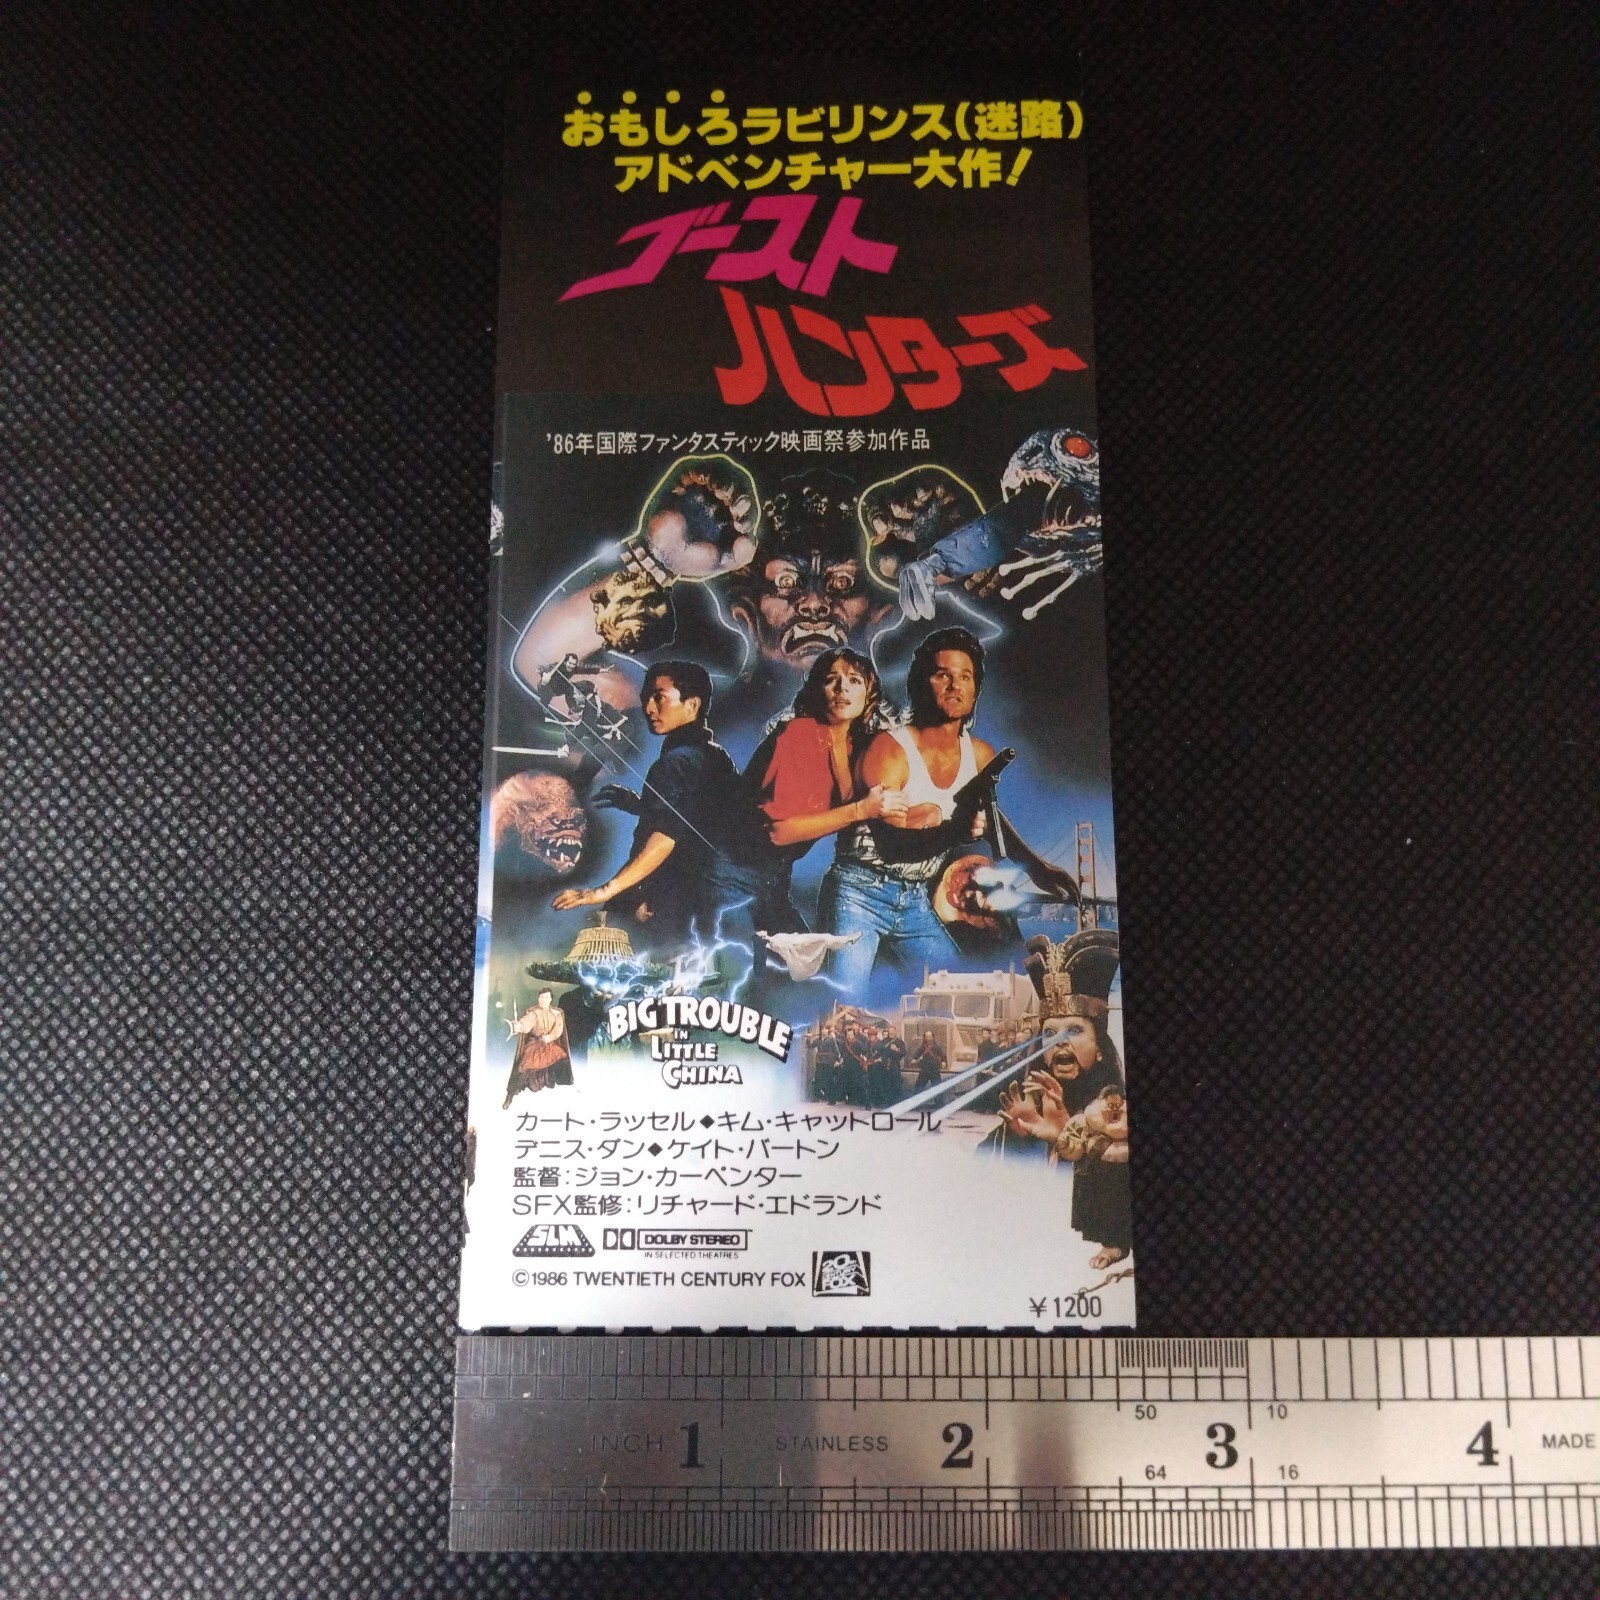 おもしろラビリンス(迷路)
アドベンチャー大作!
ゴースト
ハンターズ
'86年国際ファンタスティック映画祭参加作品
BIG TROUBLE
IN
LITTLE
CHINA
カート・ラッセル◆キム・キャットロール
デニス・ダン◆ケイト・バートン
監督:ジョン・カーペンター
SFX監修:リチャード・エドランド
SLM DOLBY STEREO
IN SELECTED THEATRES
©1986 TWENTIETH CENTURY FOX
20TH CENTURY FOX
¥1200
20 50 10
INCH 1 STAINLESS 2 3 4 MADE
64 16